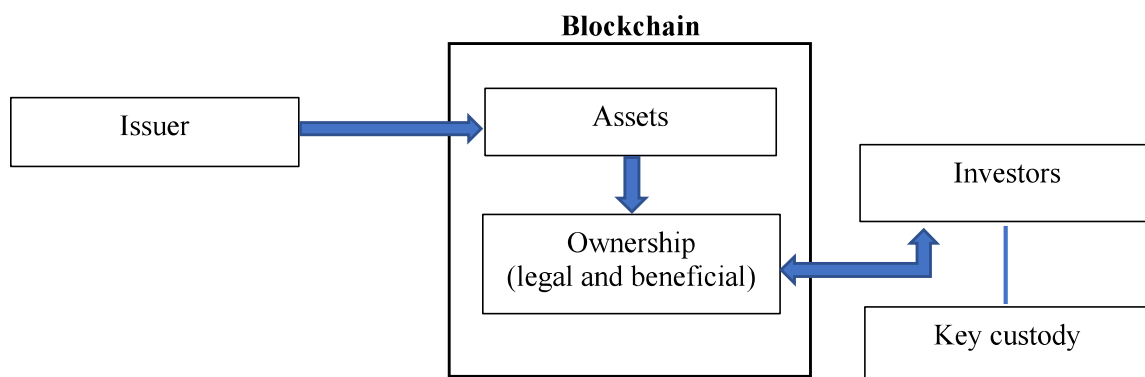 Blockchain
Issuer
Assets
Ownership
(legal and beneficial)
Investors
Key custody